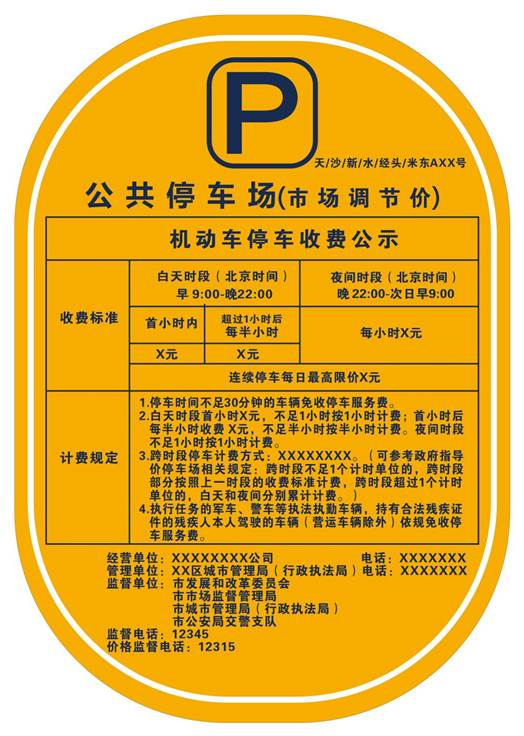 P
天/沙/新/水/经头/米东AXX号
公共停车场(市场调节价)
机动车停车收费公示
收费标准
白天时段（北京时间）
早9:00-晚22:00
夜间时段（北京时间）
晚22:00-次日早9:00
首小时内
超过1小时后
每半小时
每小时X元
X元
X元
连续停车每日最高限价X元
计费规定
1.停车时间不足30分钟的车辆免收停车服务费。
2.白天时段首小时X元，不足1小时按1小时计费；首小时后
每半小时收费X元，不足半小时按半小时计费。夜间时段
不足1小时按1小时计费。
3.跨时段停车计费方式：XXXXXXXX。（可参考政府指导
价停车场相关规定：跨时段不足1个计时单位的，跨时段
部分按照上一时段的收费标准计费，跨时段超过1个计时
单位的，白天和夜间分别累计计费。）
4.执行任务的军车、警车等执法执勤车辆，持有合法残疾证
件的残疾人本人驾驶的车辆（营运车辆除外）依规免收停
车服务费。
经营单位：XXXXXXXX公司 电话：XXXXXXX
管理单位：XX区城市管理局（行政执法局）电话：XXXXXXX
监督单位：市发展和改革委员会
市市场监督管理局
市城市管理局（行政执法局）
市公安局交警支队
监督电话：12345
价格监督电话：12315